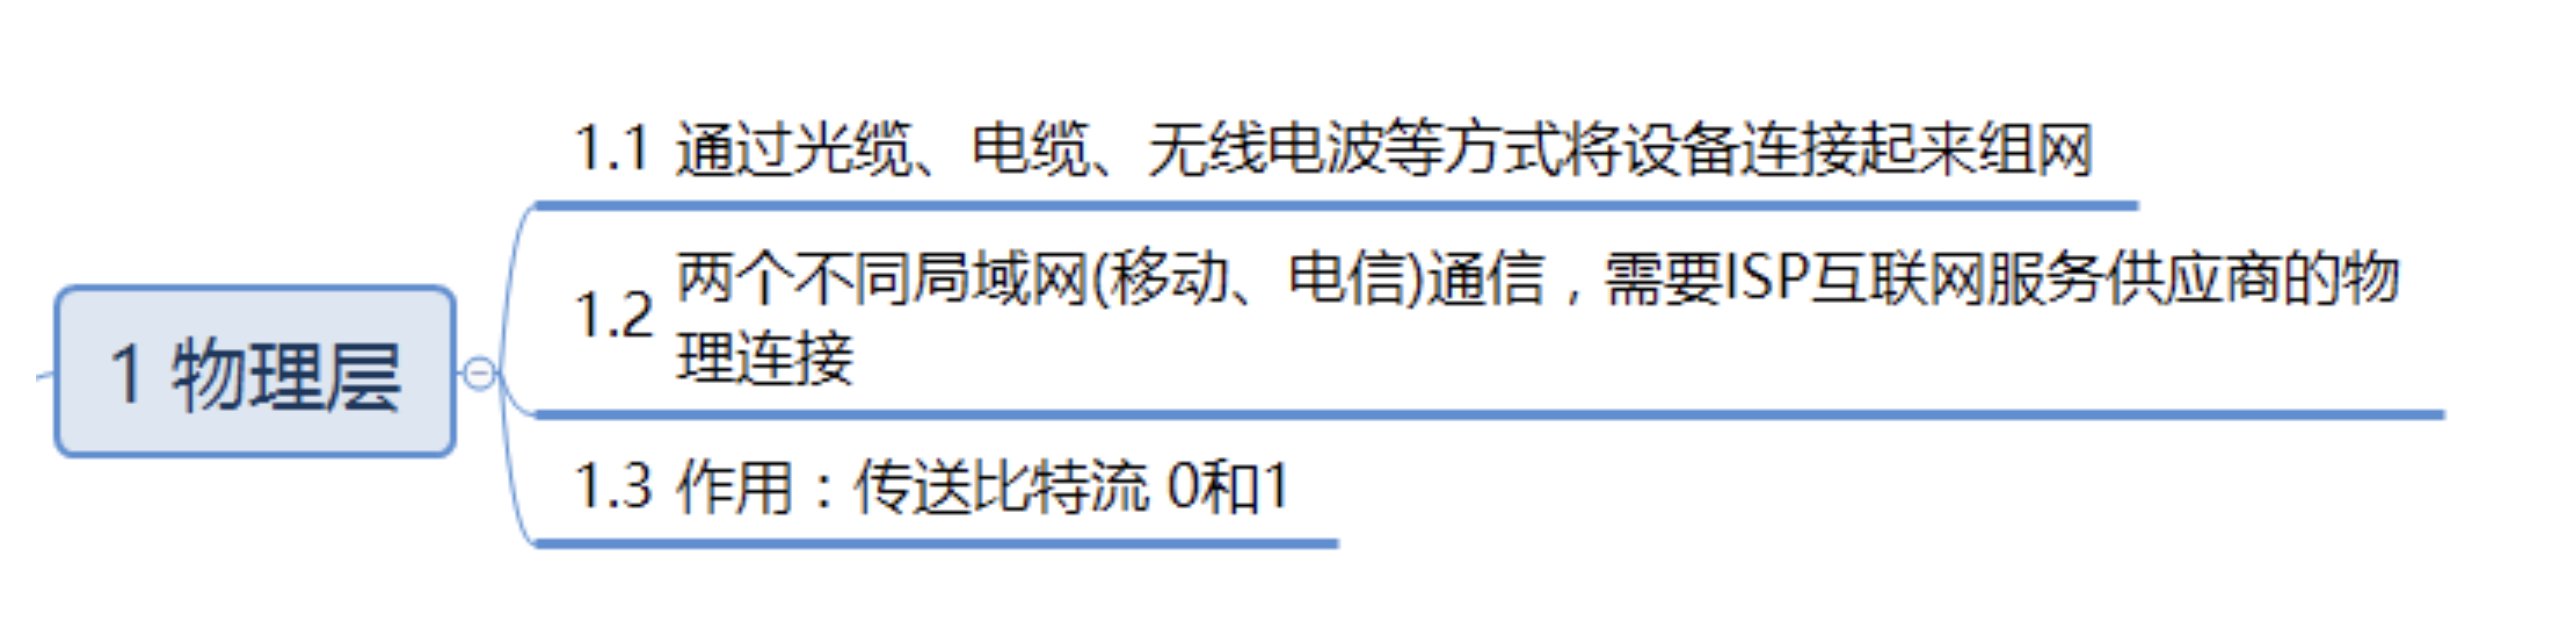 1.1 通过光缆、电缆、无线电波等方式将设备连接起来组网
1.2 两个不同局域网(移动、电信)通信，需要ISP互联网服务供应商的物
理连接
1 物理层
1.3 作用：传送比特流 0和1